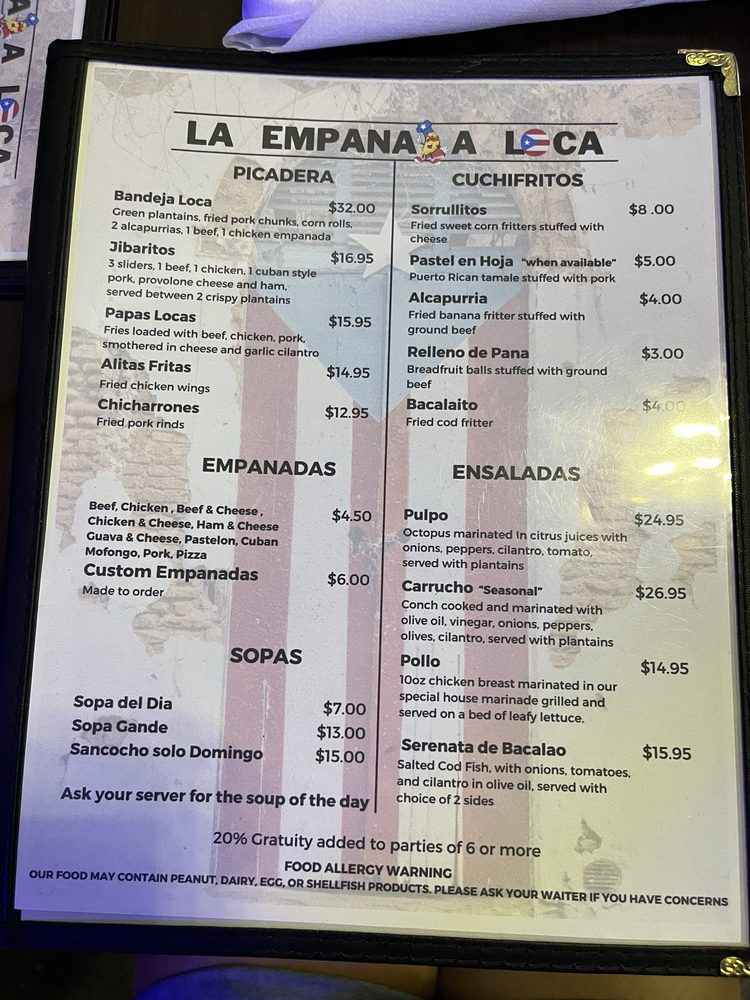 LA EMPANADA LOCA
PICADERA
Bandeja Loca $32.00
Green plantains, fried pork chunks, corn rolls,
2 alcapurrias, 1 beef, 1 chicken empanada
Jibaritos $16.95
3 sliders, 1 beef, 1 chicken, 1 cuban style
pork, provolone cheese and ham,
served between 2 crispy plantains
Papas Locas $15.95
Fries loaded with beef, chicken, pork,
smothered in cheese and garlic cilantro
Alitas Fritas $14.95
Fried chicken wings
Chicharrones $12.95
Fried pork rinds
EMPANADAS
Beef, Chicken , Beef & Cheese , $4.50
Chicken & Cheese, Ham & Cheese
Guava & Cheese, Pastelon, Cuban
Mofongo, Pork, Pizza
Custom Empanadas $6.00
Made to order
SOPAS
Sopa del Dia $7.00
Sopa Gande $13.00
Sancocho solo Domingo $15.00
Ask your server for the soup of the day
CUCHIFRITOS
Sorrullitos $8 .00
Fried sweet corn fritters stuffed with
cheese
Pastel en Hoja "when available" $5.00
Puerto Rican tamale stuffed with pork
Alcapurria $4.00
Fried banana fritter stuffed with
ground beef
Relleno de Pana $3.00
Breadfruit balls stuffed with ground
beef
Bacalaito $4.00
Fried cod fritter
ENSALADAS
Pulpo $24.95
Octopus marinated In citrus juices with
onions, peppers, cilantro, tomato,
served with plantains
Carrucho "Seasonal" $26.95
Conch cooked and marinated with
olive oil, vinegar, onions, peppers,
olives, cilantro, served with plantains
Pollo $14.95
10oz chicken breast marinated in our
special house marinade grilled and
served on a bed of leafy lettuce.
Serenata de Bacalao $15.95
Salted Cod Fish, with onions, tomatoes,
and cilantro in olive oil, served with
choice of 2 sides
20% Gratuity added to parties of 6 or more
FOOD ALLERGY WARNING
OUR FOOD MAY CONTAIN PEANUT, DAIRY, EGG, OR SHELLFISH PRODUCTS. PLEASE ASK YOUR WAITER IF YOU HAVE CONCERNS
A LOCA